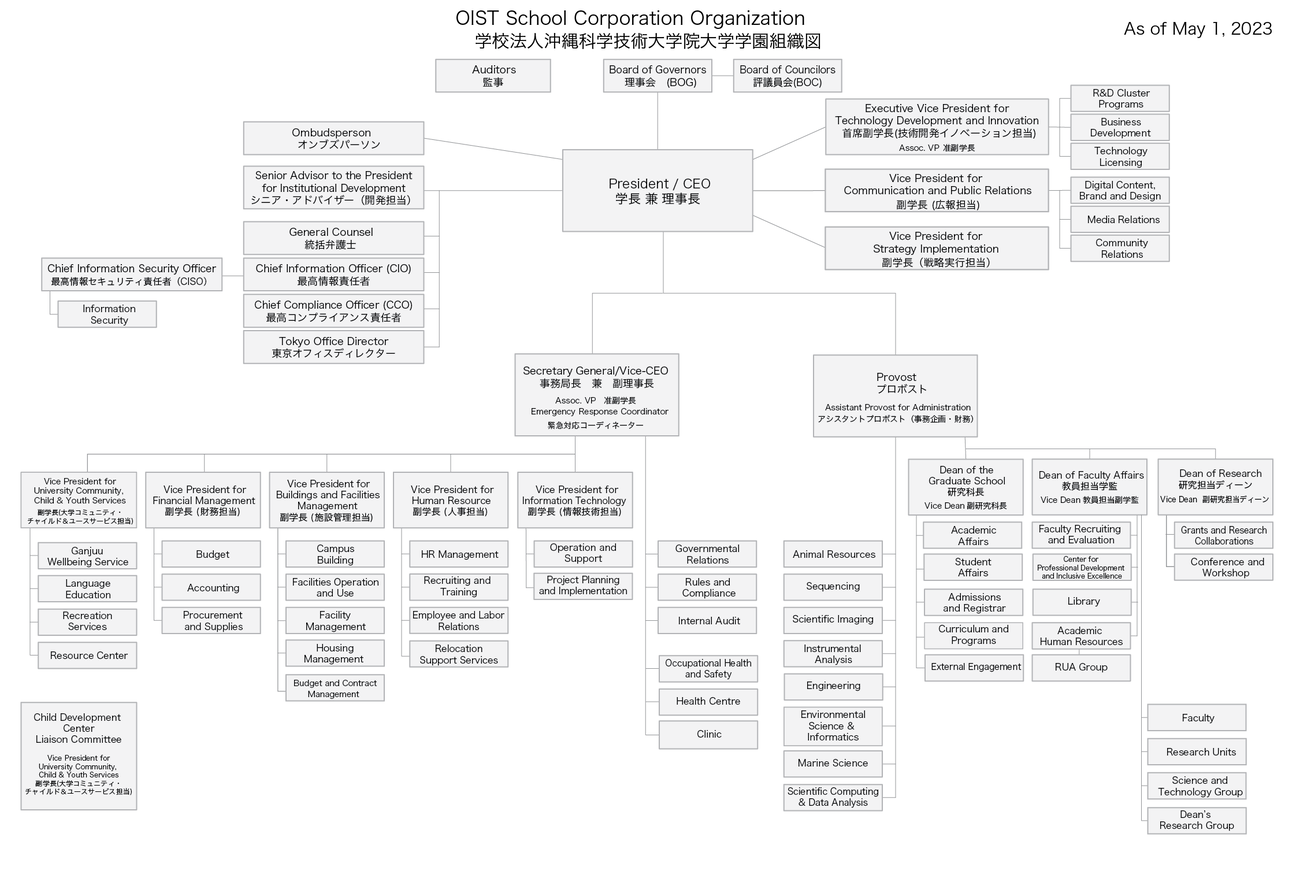 OIST School Corporation Organization
学校法人沖縄科学技術大学院大学学園組織図
As of May 1, 2023
Auditors
監事
Board of Governors
理事会　(BOG)
Board of Councilors
評議員会(BOC)
Ombudsperson
オンブズパーソン
Senior Advisor to the President
for Institutional Development
シニア・アドバイザー（開発担当）
General Counsel
統括弁護士
Chief Information Security Officer
最高情報セキュリティ責任者（CISO）
Information
Security
Chief Information Officer (CIO)
最高情報責任者
Chief Compliance Officer (CCO)
最高コンプライアンス責任者
Tokyo Office Director
東京オフィスディレクター
President / CEO
学長 兼 理事長
Executive Vice President for
Technology Development and Innovation
首席副学長(技術開発イノベーション担当)
Assoc. VP 准副学長
R&D Cluster
Programs
Business
Development
Technology
Licensing
Vice President for
Communication and Public Relations
副学長 (広報担当)
Digital Content,
Brand and Design
Media Relations
Community
Relations
Vice President for
Strategy Implementation
副学長（戦略実行担当）
Secretary General/Vice-CEO
事務局長　兼　副理事長
Assoc. VP　准副学長
Emergency Response Coordinator
緊急対応コーディネーター
Provost
プロボスト
Assistant Provost for Administration
アシスタントプロボスト（事務企画・財務）
Vice President for
University Community,
Child & Youth Services
副学長(大学コミュニティ・
チャイルド＆ユースサービス担当)
Ganjuu
Wellbeing Service
Language
Education
Recreation
Services
Resource Center
Vice President for
Financial Management
副学長 (財務担当)
Budget
Accounting
Procurement
and Supplies
Vice President for
Buildings and Facilities
Management
副学長 (施設管理担当)
Campus
Building
Facilities Operation
and Use
Facility
Management
Housing
Management
Budget and Contract
Management
Vice President for
Human Resource
副学長 (人事担当)
HR Management
Recruiting and
Training
Employee and Labor
Relations
Relocation
Support Services
Vice President for
Information Technology
副学長 (情報技術担当)
Operation and
Support
Project Planning
and Implementation
Governmental
Relations
Rules and
Compliance
Internal Audit
Occupational Health
and Safety
Health Centre
Clinic
Animal Resources
Sequencing
Scientific Imaging
Instrumental
Analysis
Engineering
Environmental
Science &
Informatics
Marine Science
Scientific Computing
& Data Analysis
Dean of the
Graduate School
研究科長
Vice Dean 副研究科長
Academic
Affairs
Student
Affairs
Admissions
and Registrar
Curriculum and
Programs
External Engagement
Dean of Faculty Affairs
教員担当学監
Vice Dean 教員担当副学監
Faculty Recruiting
and Evaluation
Center for
Professional Development
and Inclusive Excellence
Library
Academic
Human Resources
RUA Group
Dean of Research
研究担当ディーン
Vice Dean  副研究担当ディーン
Grants and Research
Collaborations
Conference and
Workshop
Faculty
Research Units
Science and
Technology Group
Dean's
Research Group
Child Development
Center
Liaison Committee
Vice President for
University Community,
Child & Youth Services
副学長(大学コミュニティ・
チャイルド＆ユースサービス担当)